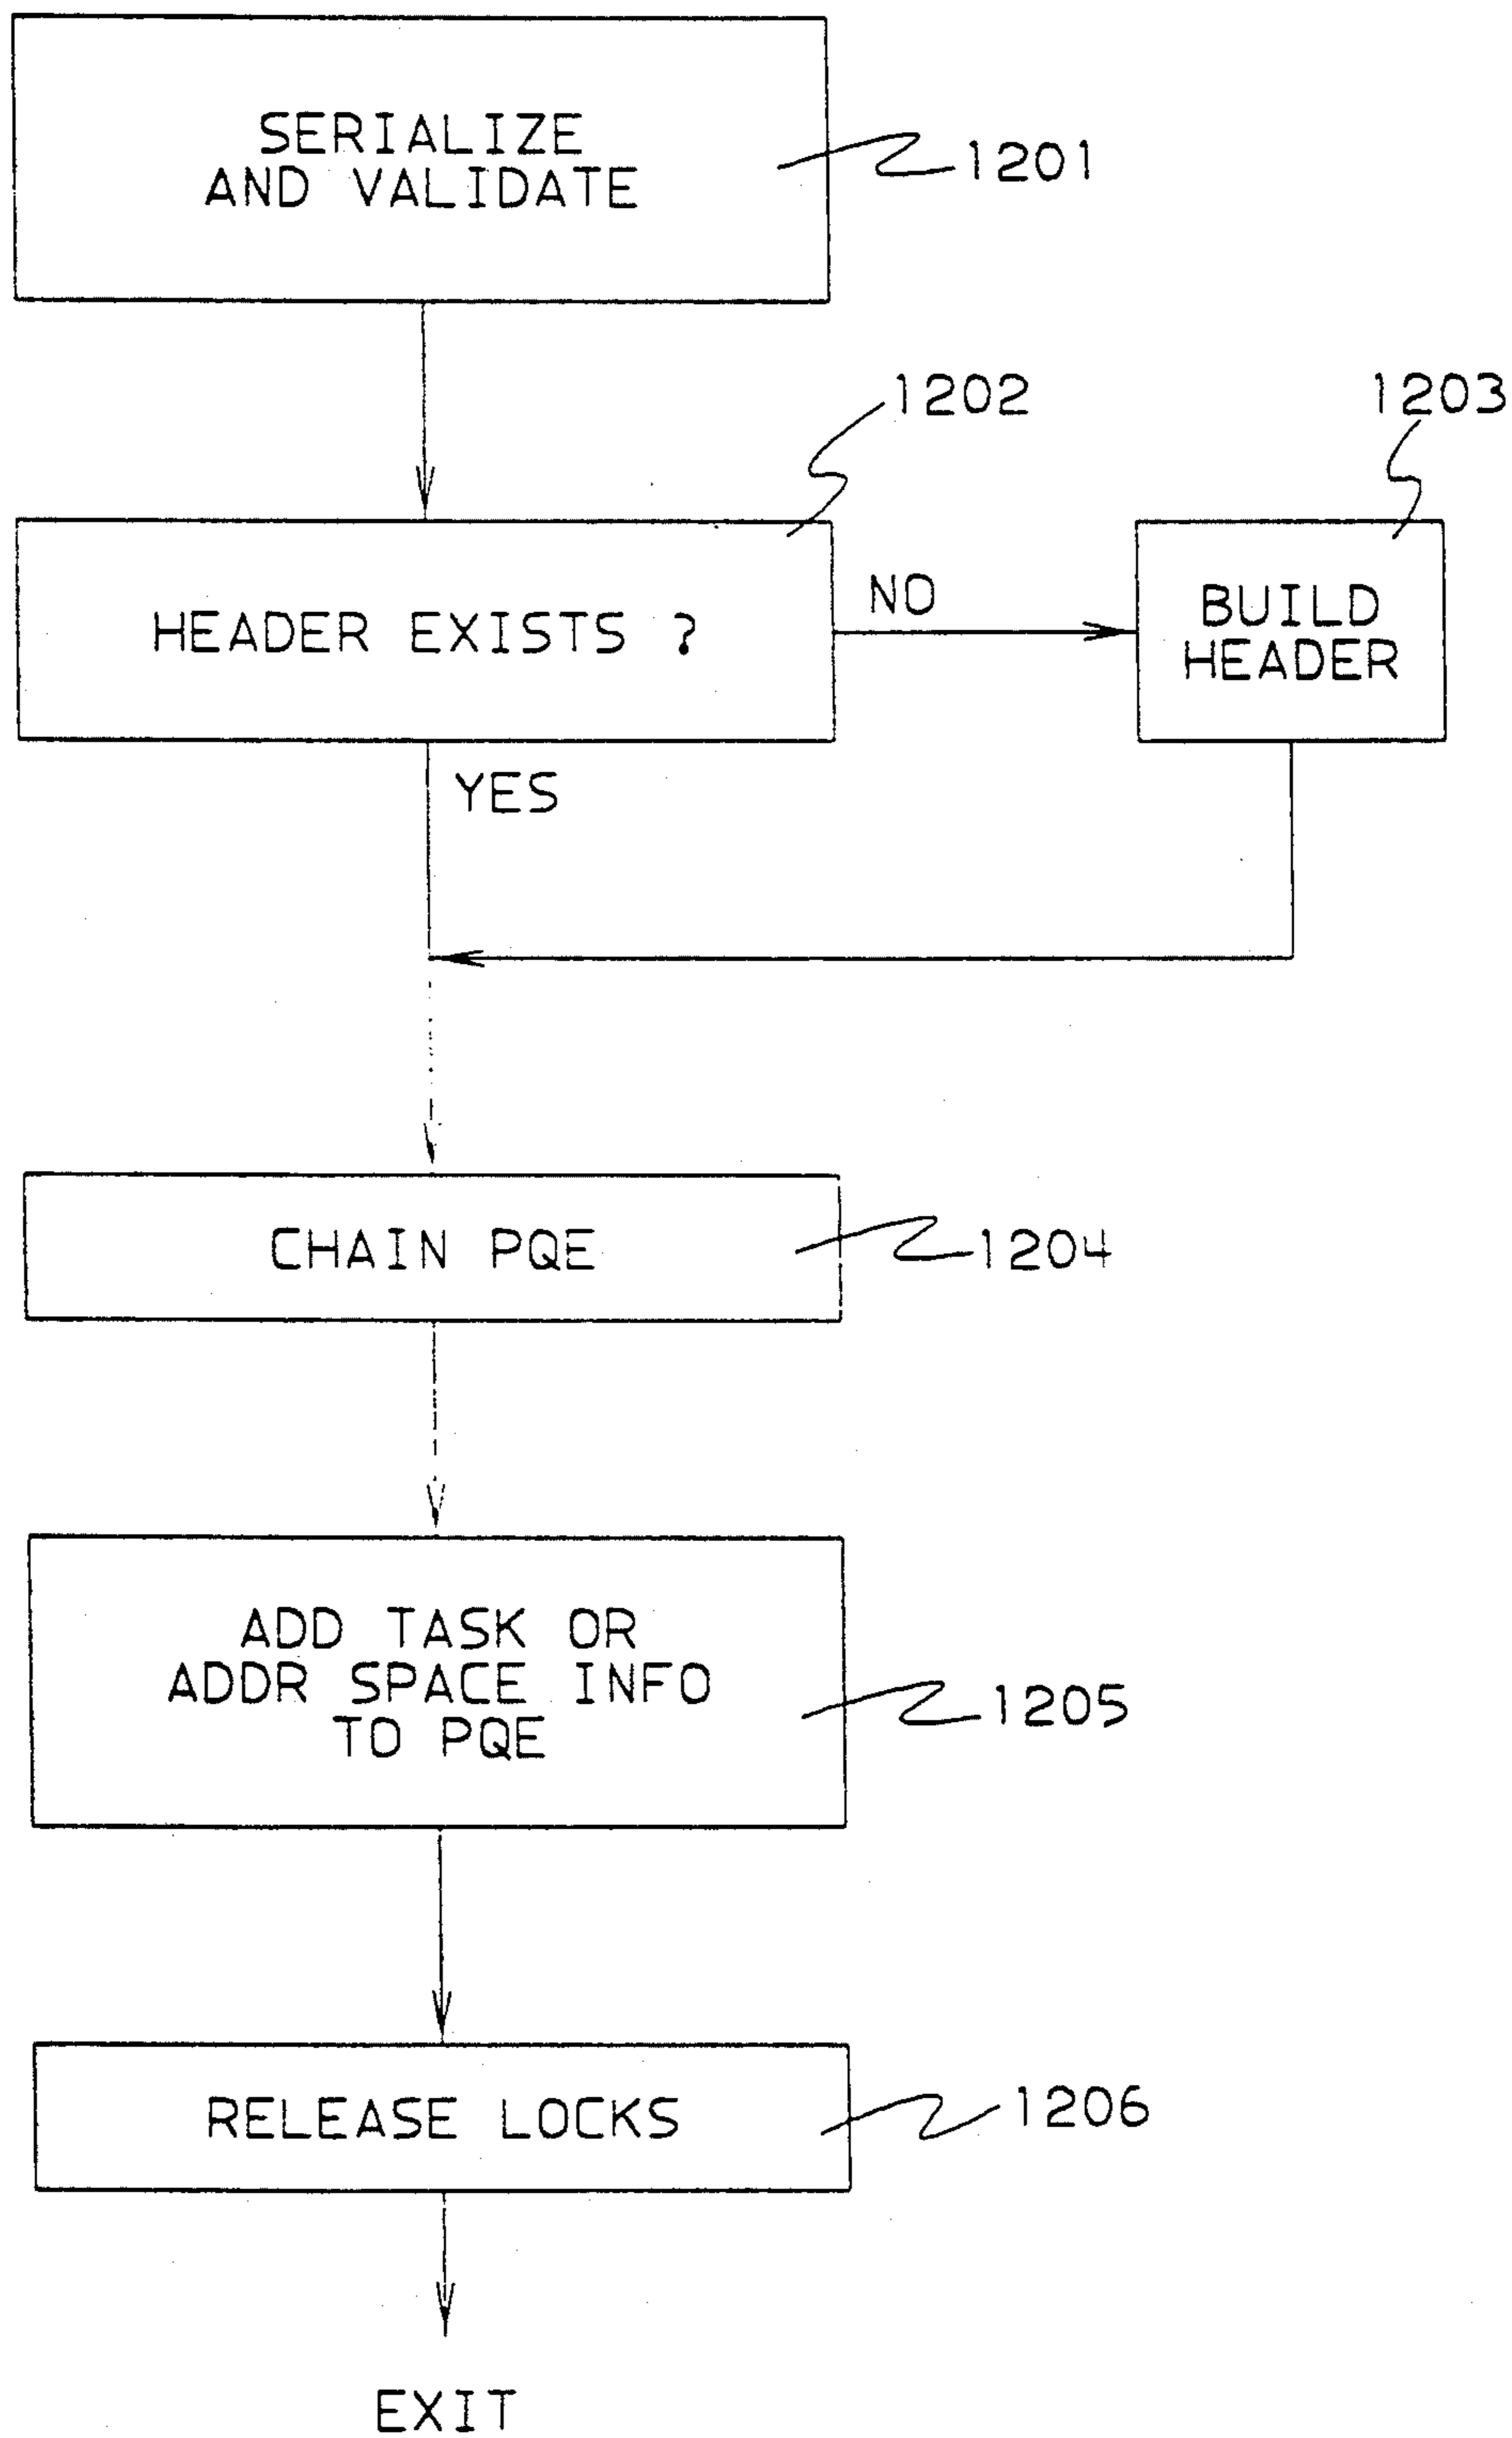 SERIALIZE
AND VALIDATE
1201
1202
1203
HEADER EXISTS ?
NO
BUILD
HEADER
YES
CHAIN PQE
1204
ADD TASK OR
ADDR SPACE INFO
TO PQE
1205
RELEASE LOCKS
1206
EXIT